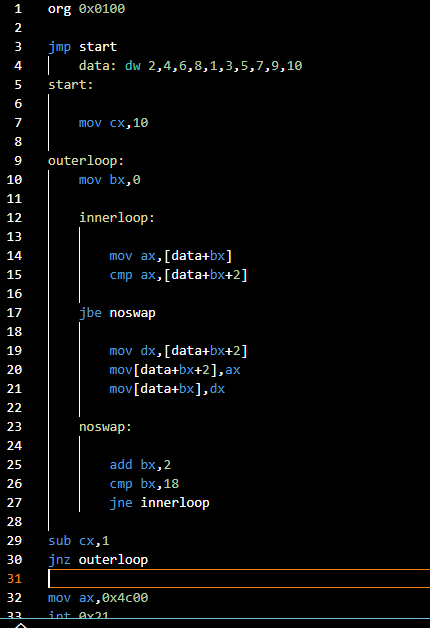 1 org 0x0100
2
3 jmp start
4 data: dw 2,4,6,8,1,3,5,7,9,10
5 start:
6
7 mov cx,10
8
9 outerloop:
10 mov bx,0
11
12 innerloop:
13
14 mov ax,[data+bx]
15 cmp ax,[data+bx+2]
16
17 jbe noswap
18
19 mov dx,[data+bx+2]
20 mov[data+bx+2],ax
21 mov[data+bx],dx
22
23 noswap:
24
25 add bx,2
26 cmp bx,18
27 jne innerloop
28
29 sub cx,1
30 jnz outerloop
31
32 mov ax,0x4c00
33 int 0x21